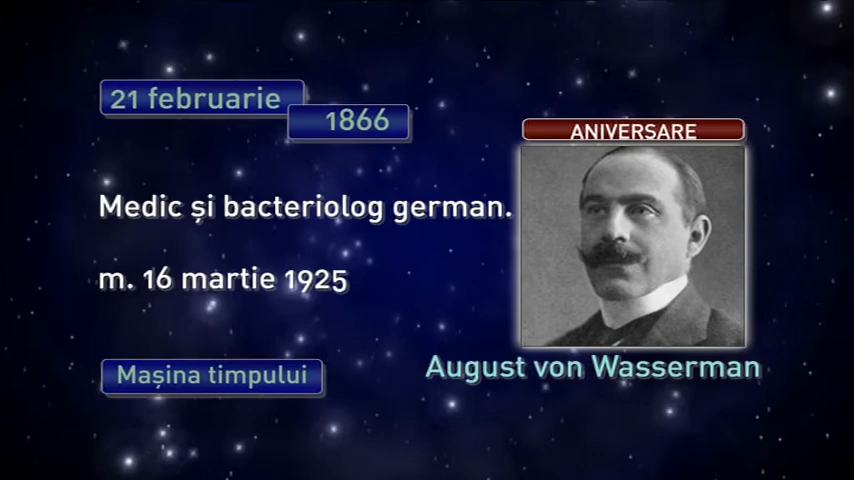 21 februarie
1866
ANIVERSARE
Medic și bacteriolog german.
m. 16 martie 1925
August von Wasserman
Mașina timpului